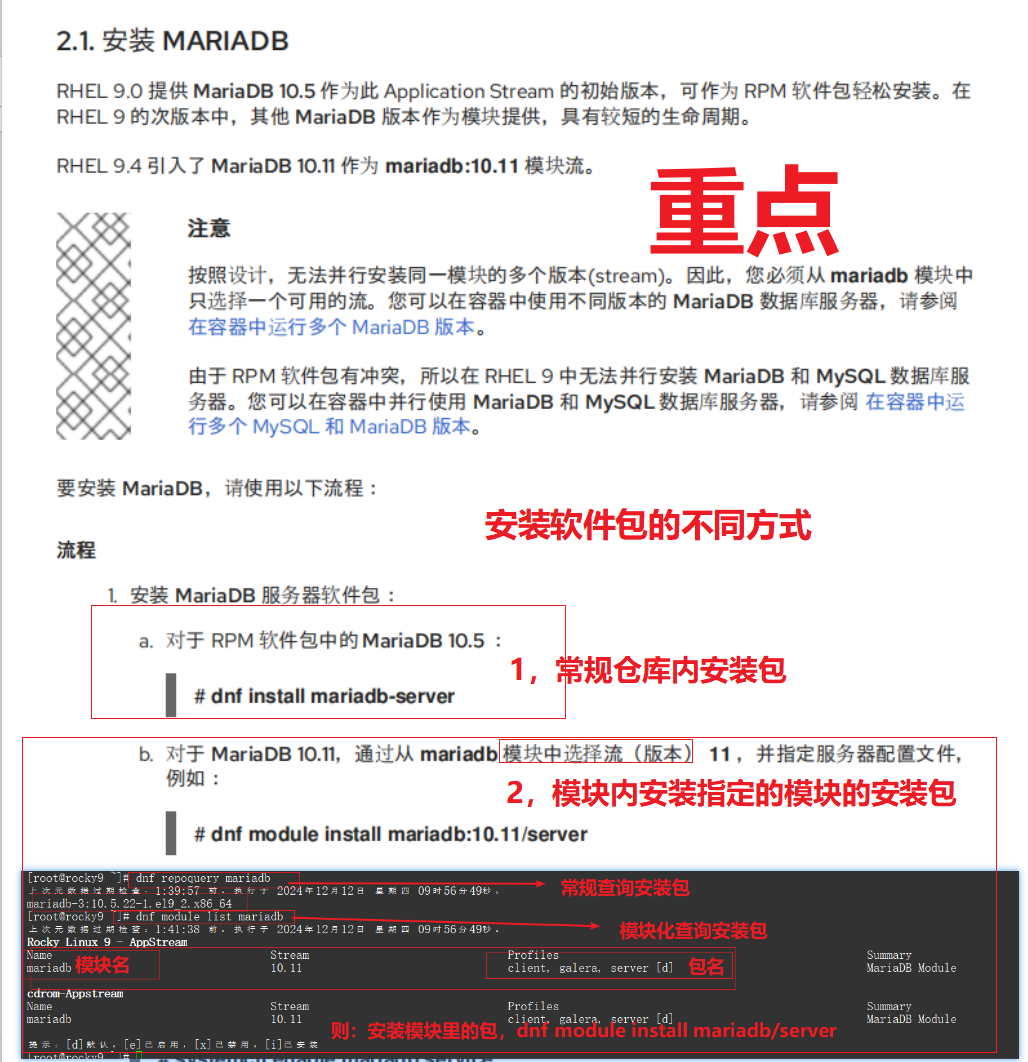 2.1. 安装 MARIADB
RHEL 9.0 提供 MariaDB 10.5 作为此 Application Stream 的初始版本，可作为 RPM 软件包轻松安装。在
RHEL 9 的次版本中，其他 MariaDB 版本作为模块提供，具有较短的生命周期。
RHEL 9.4 引入了 MariaDB 10.11 作为 mariadb:10.11 模块流。
重点
注意
按照设计，无法并行安装同一模块的多个版本(stream)。因此，您必须从 mariadb 模块中
只选择一个可用的流。您可以在容器中使用不同版本的 MariaDB 数据库服务器，请参阅
在容器中运行多个 MariaDB 版本。
由于 RPM 软件包有冲突，所以在 RHEL 9 中无法并行安装 MariaDB 和 MySQL 数据库服
务器。您可以在容器中并行使用 MariaDB 和 MySQL 数据库服务器，请参阅 在容器中运
行多个 MySQL 和 MariaDB 版本。
要安装 MariaDB，请使用以下流程：
安装软件包的不同方式
流程
1. 安装 MariaDB 服务器软件包：
a. 对于 RPM 软件包中的 MariaDB 10.5 ：
1，常规仓库内安装包
# dnf install mariadb-server
b. 对于 MariaDB 10.11，通过从 mariadb 模块中选择流（版本） 11 ，并指定服务器配置文件，
例如：
2，模块内安装指定的模块的安装包
# dnf module install mariadb:10.11/server
[root@rocky9 ~]# dnf repoquery mariadb
常规查询安装包
上次元数据过期检查：1:39:57 前，执行于 2024年12月12日 星期四 09时56分49秒。
mariadb-3:10.5.22-1.el9_2.x86_64
[root@rocky9 ~]# dnf module list mariadb
模块化查询安装包
上次元数据过期检查：1:41:38 前，执行于 2024年12月12日 星期四 09时56分49秒。
Rocky Linux 9 - AppStream
Name Stream Profiles Summary
mariadb 模块名 10.11 client, galera, server [d] 包名 MariaDB Module
cdrom-Appstream
Name Stream Profiles Summary
mariadb 10.11 client, galera, server [d] MariaDB Module
则：安装模块里的包，dnf module install mariadb/server
提示：[d]默认，[e]已启用，[x]已禁用，[i]已安装
[root@rocky9 ~]#